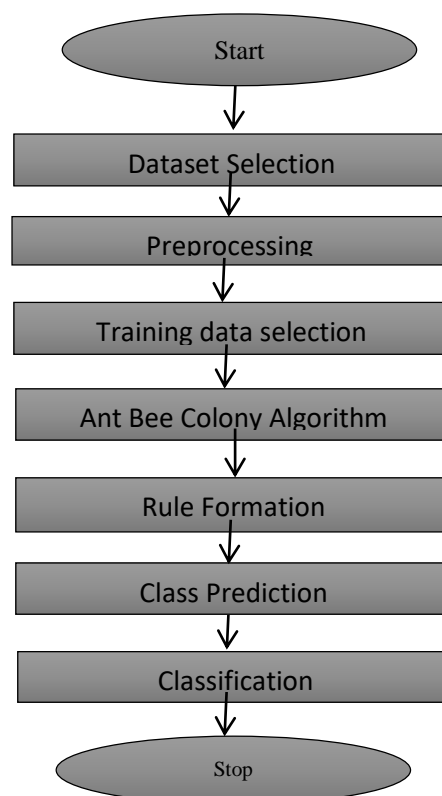 Start
Dataset Selection
Preprocessing
Training data selection
Ant Bee Colony Algorithm
Rule Formation
Class Prediction
Classification
Stop